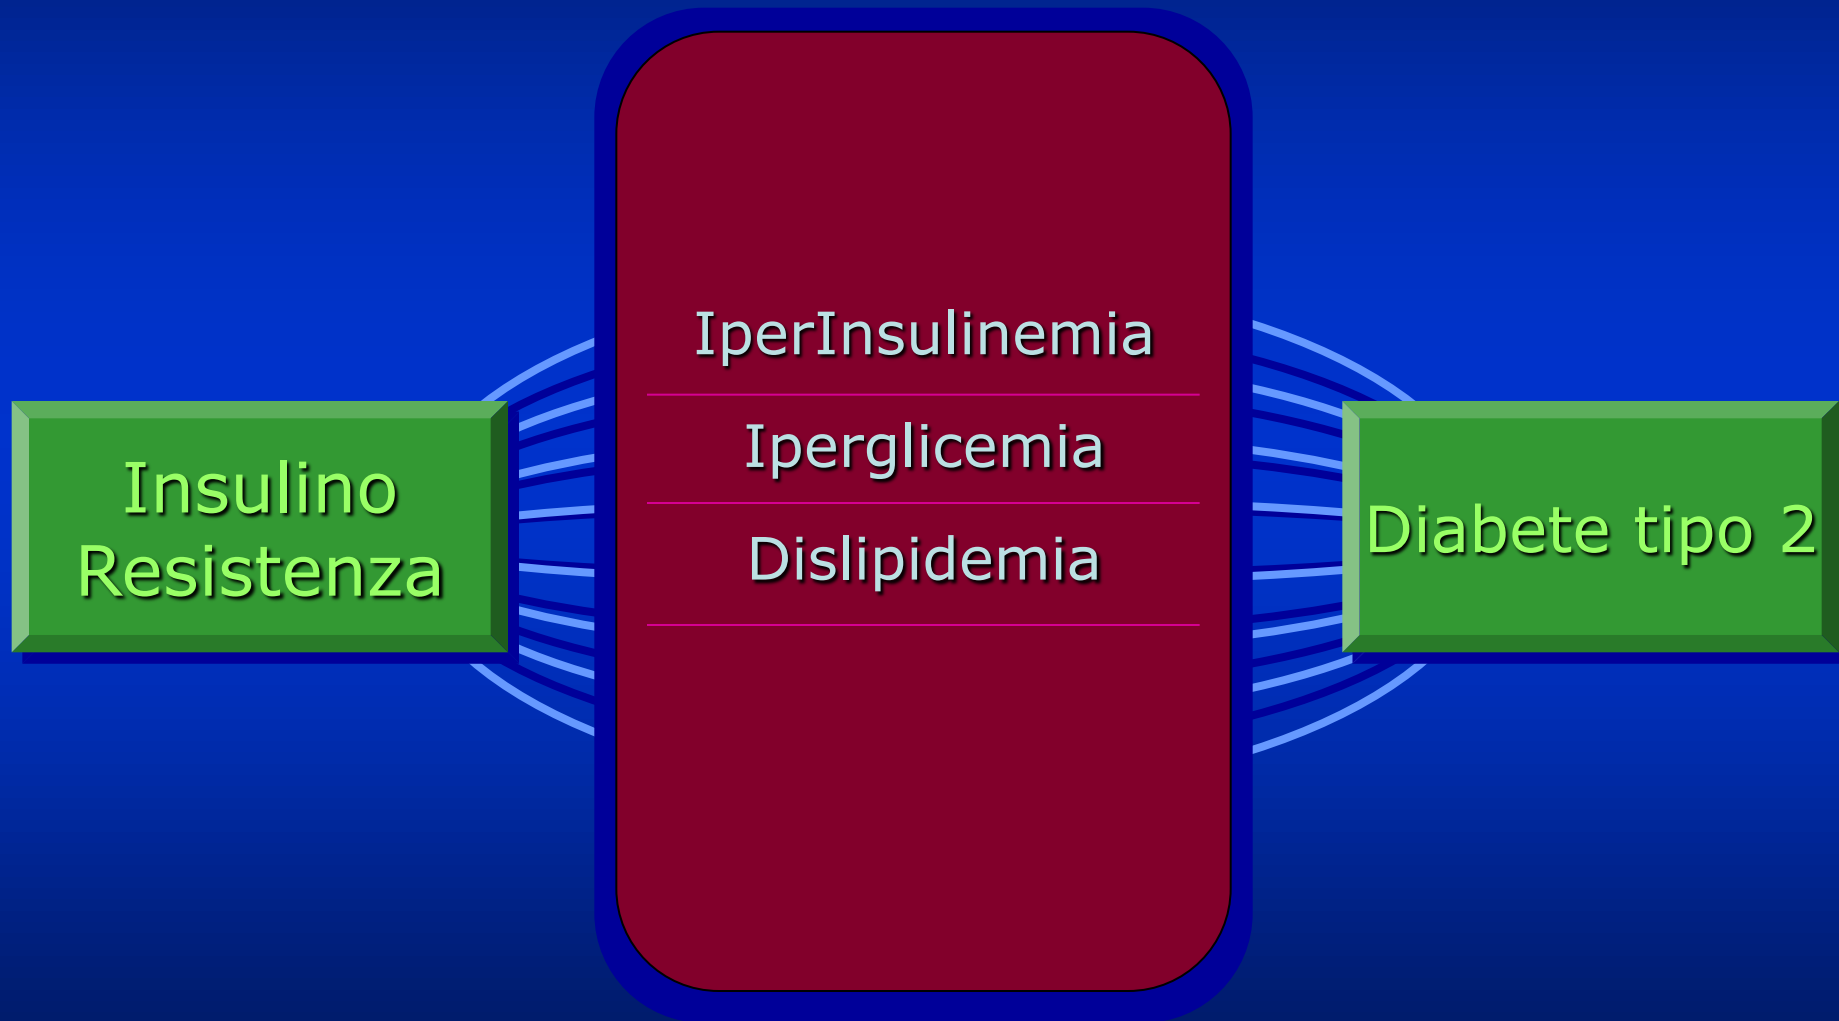 Insulino
Resistenza
IperInsulinemia
Iperglicemia
Dislipidemia
Diabete tipo 2